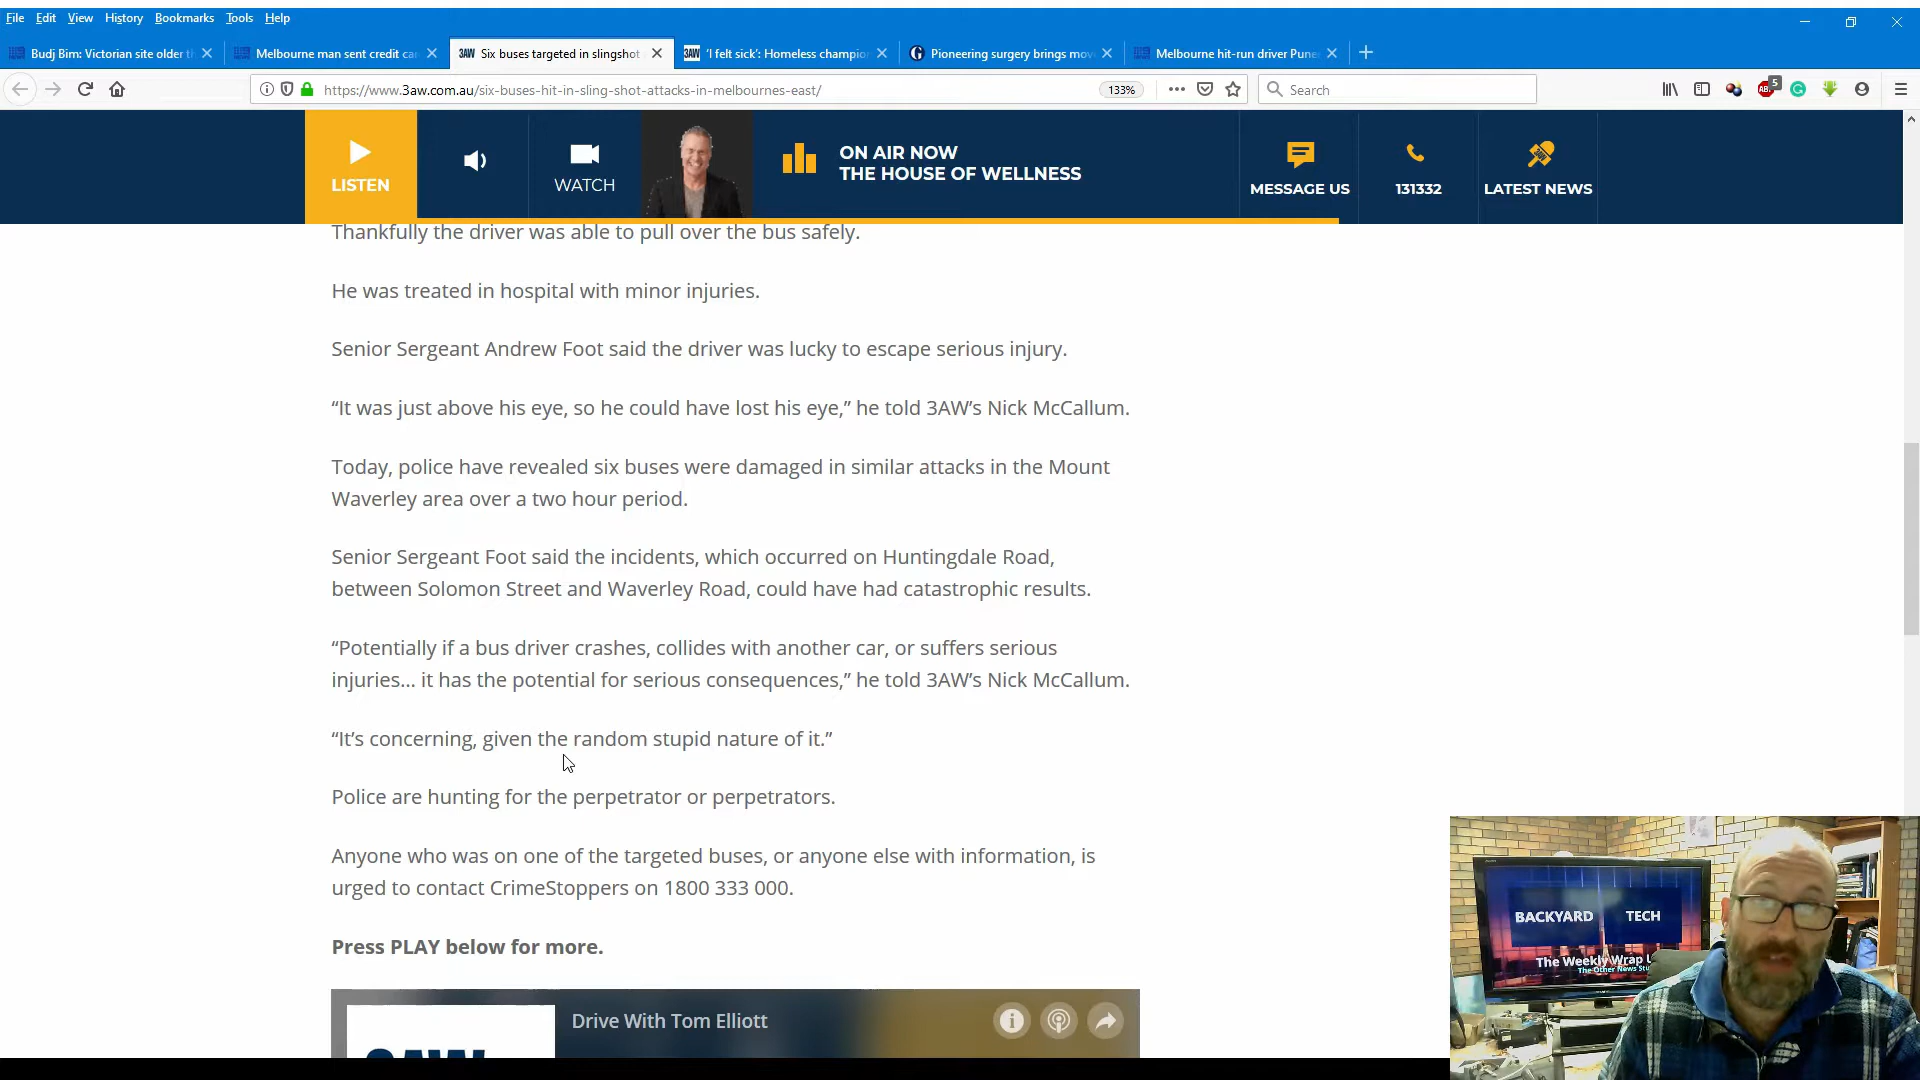 File Edit View History Bookmarks Tools Help
Budj Bim: Victorian site older t
Melbourne man sent credit ca
3AW Six buses targeted in slingshot
3AW 'I felt sick': Homeless champio
Pioneering surgery brings mov
Melbourne hit-run driver Pune
https://www.3aw.com.au/six-buses-hit-in-sling-shot-attacks-in-melbournes-east/
133%
Search
ABP
5
LISTEN
WATCH
ON AIR NOW
THE HOUSE OF WELLNESS
MESSAGE US
131332
LATEST NEWS
Thankfully the driver was able to pull over the bus safely.
He was treated in hospital with minor injuries.
Senior Sergeant Andrew Foot said the driver was lucky to escape serious injury.
“It was just above his eye, so he could have lost his eye,” he told 3AW’s Nick McCallum.
Today, police have revealed six buses were damaged in similar attacks in the Mount
Waverley area over a two hour period.
Senior Sergeant Foot said the incidents, which occurred on Huntingdale Road,
between Solomon Street and Waverley Road, could have had catastrophic results.
“Potentially if a bus driver crashes, collides with another car, or suffers serious
injuries… it has the potential for serious consequences,” he told 3AW’s Nick McCallum.
“It’s concerning, given the random stupid nature of it.”
Police are hunting for the perpetrator or perpetrators.
Anyone who was on one of the targeted buses, or anyone else with information, is
urged to contact CrimeStoppers on 1800 333 000.
Press PLAY below for more.
Drive With Tom Elliott
3AW
BACKYARD TECH
The Weekly Wrap
The Other News